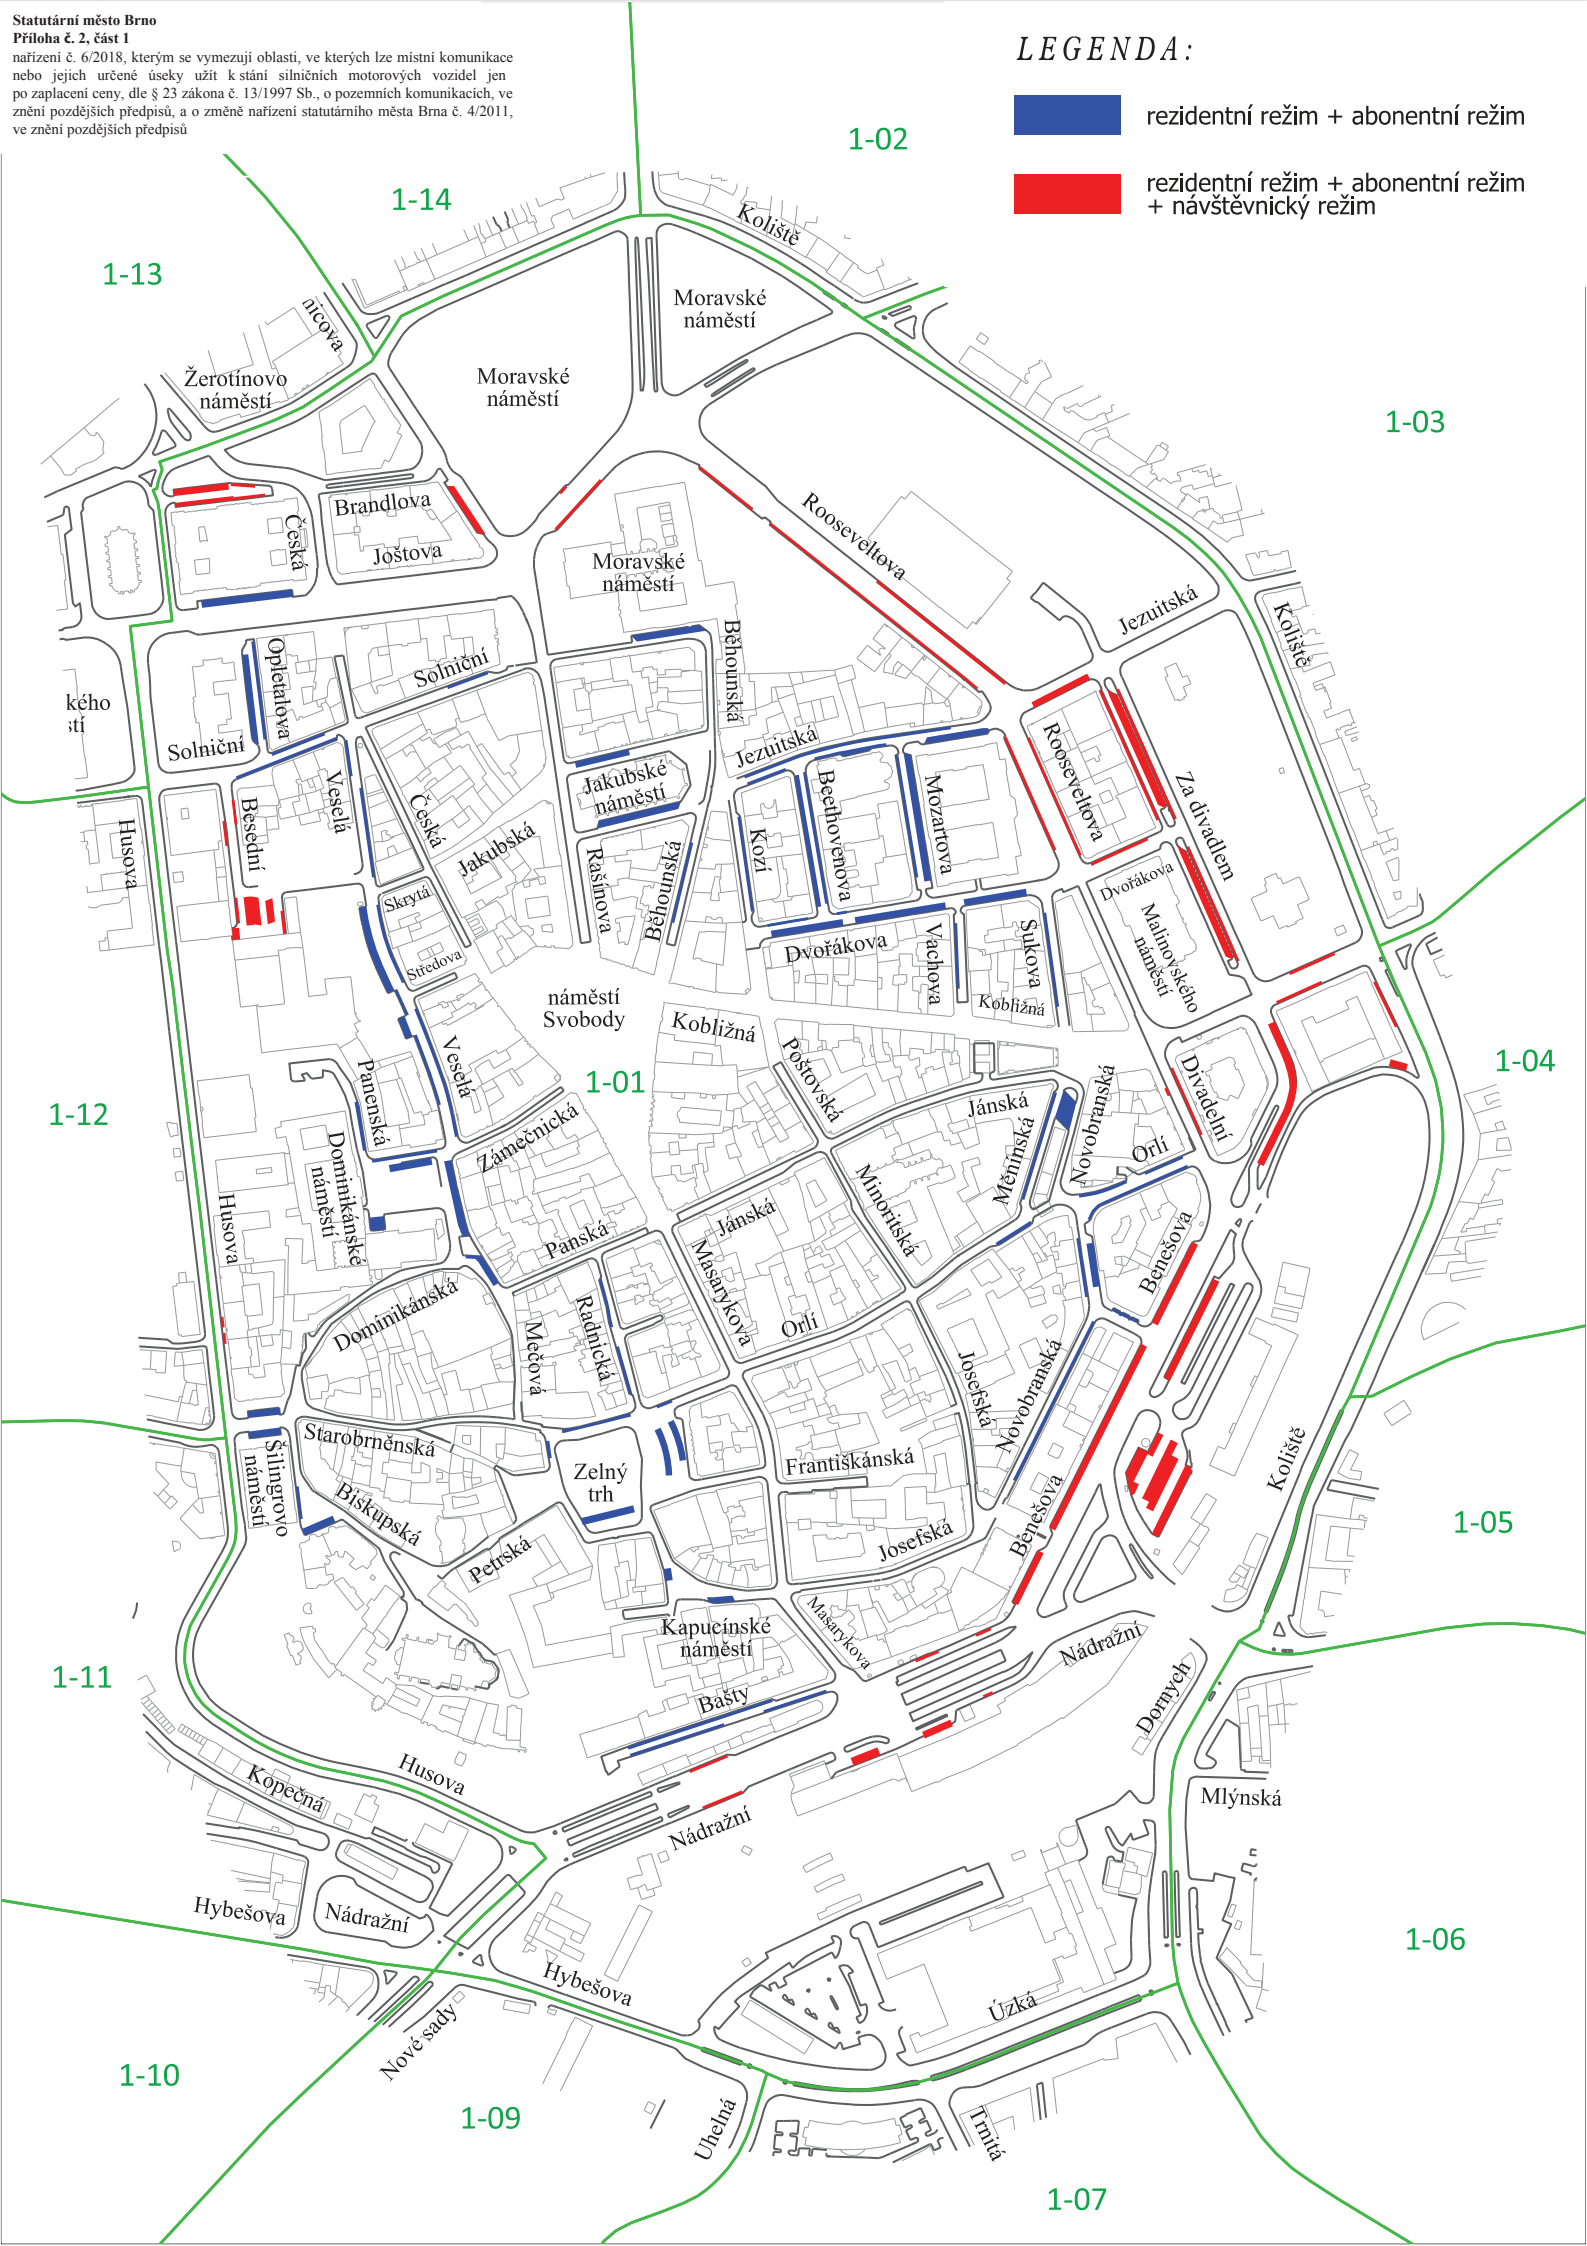 Statutární město Brno
Příloha č. 2, část 1
nařízení č. 6/2018, kterým se vymezují oblasti, ve kterých lze místní komunikace
nebo jejich určené úseky užít k stání silničních motorových vozidel jen
po zaplacení ceny, dle § 23 zákona č. 13/1997 Sb., o pozemních komunikacích, ve
znění pozdějších předpisů, a o změně nařízení statutárního města Brna č. 4/2011,
ve znění pozdějších předpisů
LEGENDA:
rezidentní režim + abonentní režim
rezidentní režim + abonentní režim
+ návštěvnický režim
1-02
1-14
1-13
Koliště
Moravské
náměstí
nicova
Žerotínovo
náměstí
Moravské
náměstí
1-03
Brandlova
Česká
Joštova
Rooseveltova
Moravské
náměstí
Jezuitská
Koliště
Běhounská
Opletalova
Solniční
kého
stí
Solniční
Jezuitská
Rooseveltova
Jakubské
náměstí
Za divadlem
Veselá
Beethovenova
Mozartova
Husova
Besední
Česká
Jakubská
Kozí
Rašínova
Běhounská
Dvořákova
Skrytá
Malinovského
náměstí
Dvořákova
Vachova
Sukova
Středova
náměstí
Svobody
Kobližná
Kobližná
1-01
Veselá
Poštovská
Divadelní
1-04
1-12
Panenská
Jánská
Novobranská
Zámečnická
Měnínská
Orlí
Dominikánské
náměstí
Minoritská
Husova
Jánská
Panská
Benešova
Masarykova
Dominikánská
Radnická
Mečová
Orlí
Josefská
Novobranská
Starobrněnská
Šilingrovo
náměstí
Františkánská
Koliště
Zelný
trh
Biskupská
Benešova
1-05
Petrská
Josefská
Masarykova
Kapucínské
náměstí
Nádražní
1-11
Bašty
Dornych
Husova
Kopečná
Mlýnská
Nádražní
Hybešova
Nádražní
1-06
Hybešova
Úzká
Nové sady
1-10
1-09
Uhelná
Trnitá
1-07